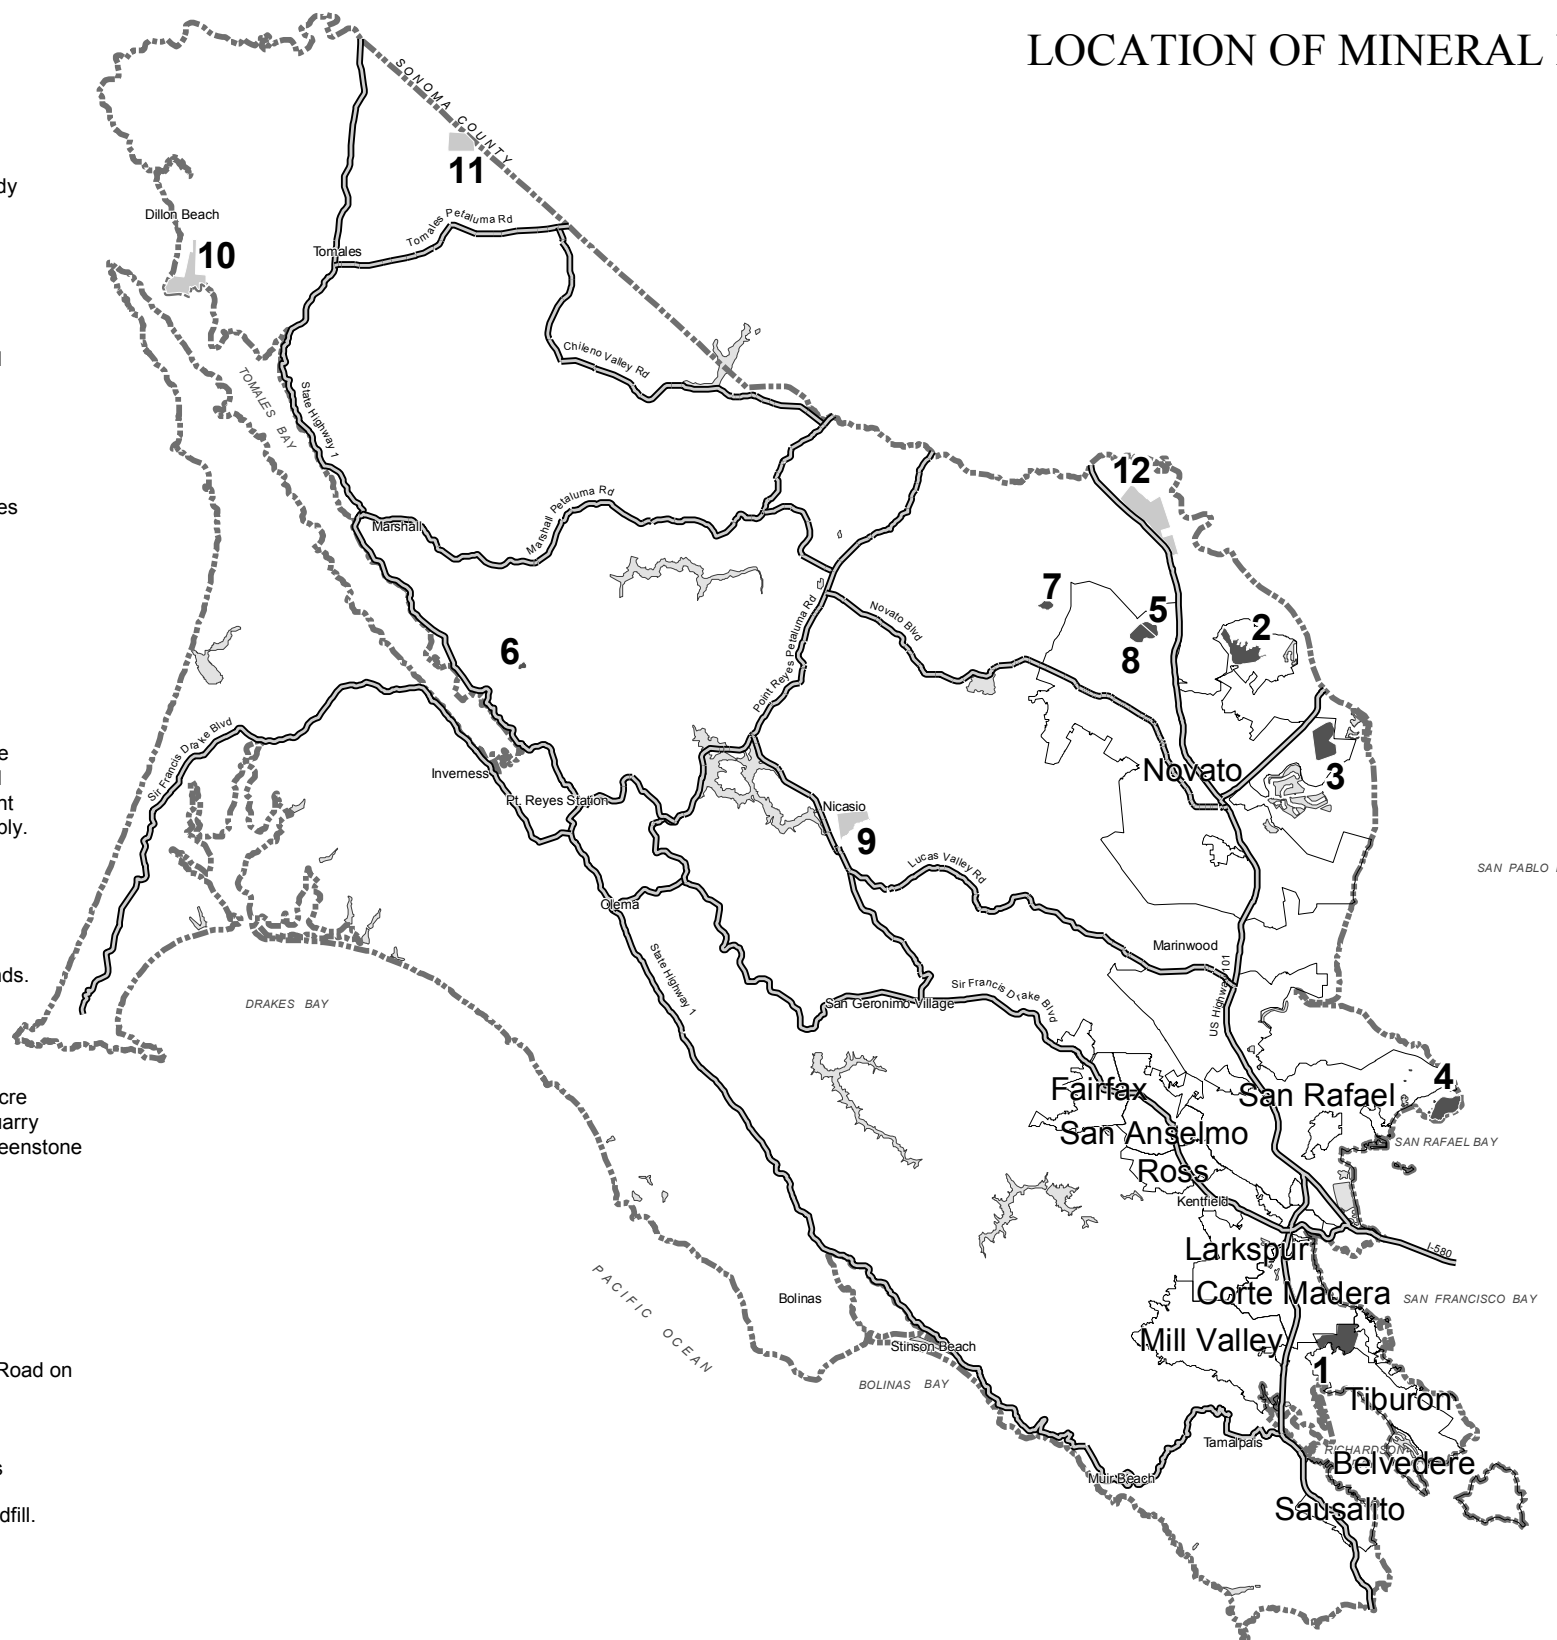 LOCATION OF MINERAL
SONOMA COUNTY
11
dy
Dillon Beach
10
Tomales
Tomales Petaluma Rd
Chileno Valley Rd
TOMALES BAY
State Highway 1
12
es
Marshall
Marshall Petaluma Rd
7
5
2
8
Novato Blvd
6
Point Reyes Petaluma Rd
Sir Francis Drake Blvd
e
nt
ply.
Inverness
Novato
3
Pt. Reyes Station
Nicasio
9
Lucas Valley Rd
SAN PABLO
Olema
Marinwood
nds.
State Highway 1
US Highway 101
DRAKES BAY
San Geronimo Village
Sir Francis Drake Blvd
cre
uarry
eenstone
Fairfax
San Rafael
4
San Anselmo
SAN RAFAEL BAY
Ross
Kentfield
Larkspur
I-580
PACIFIC OCEAN
Bolinas
Corte Madera
SAN FRANCISCO BAY
Mill Valley
Stinson Beach
1
Road on
BOLINAS BAY
Tiburon
Tamalpais
RICHARDSON
s
Muir Beach
Belvedere
Sausalito
dfill.